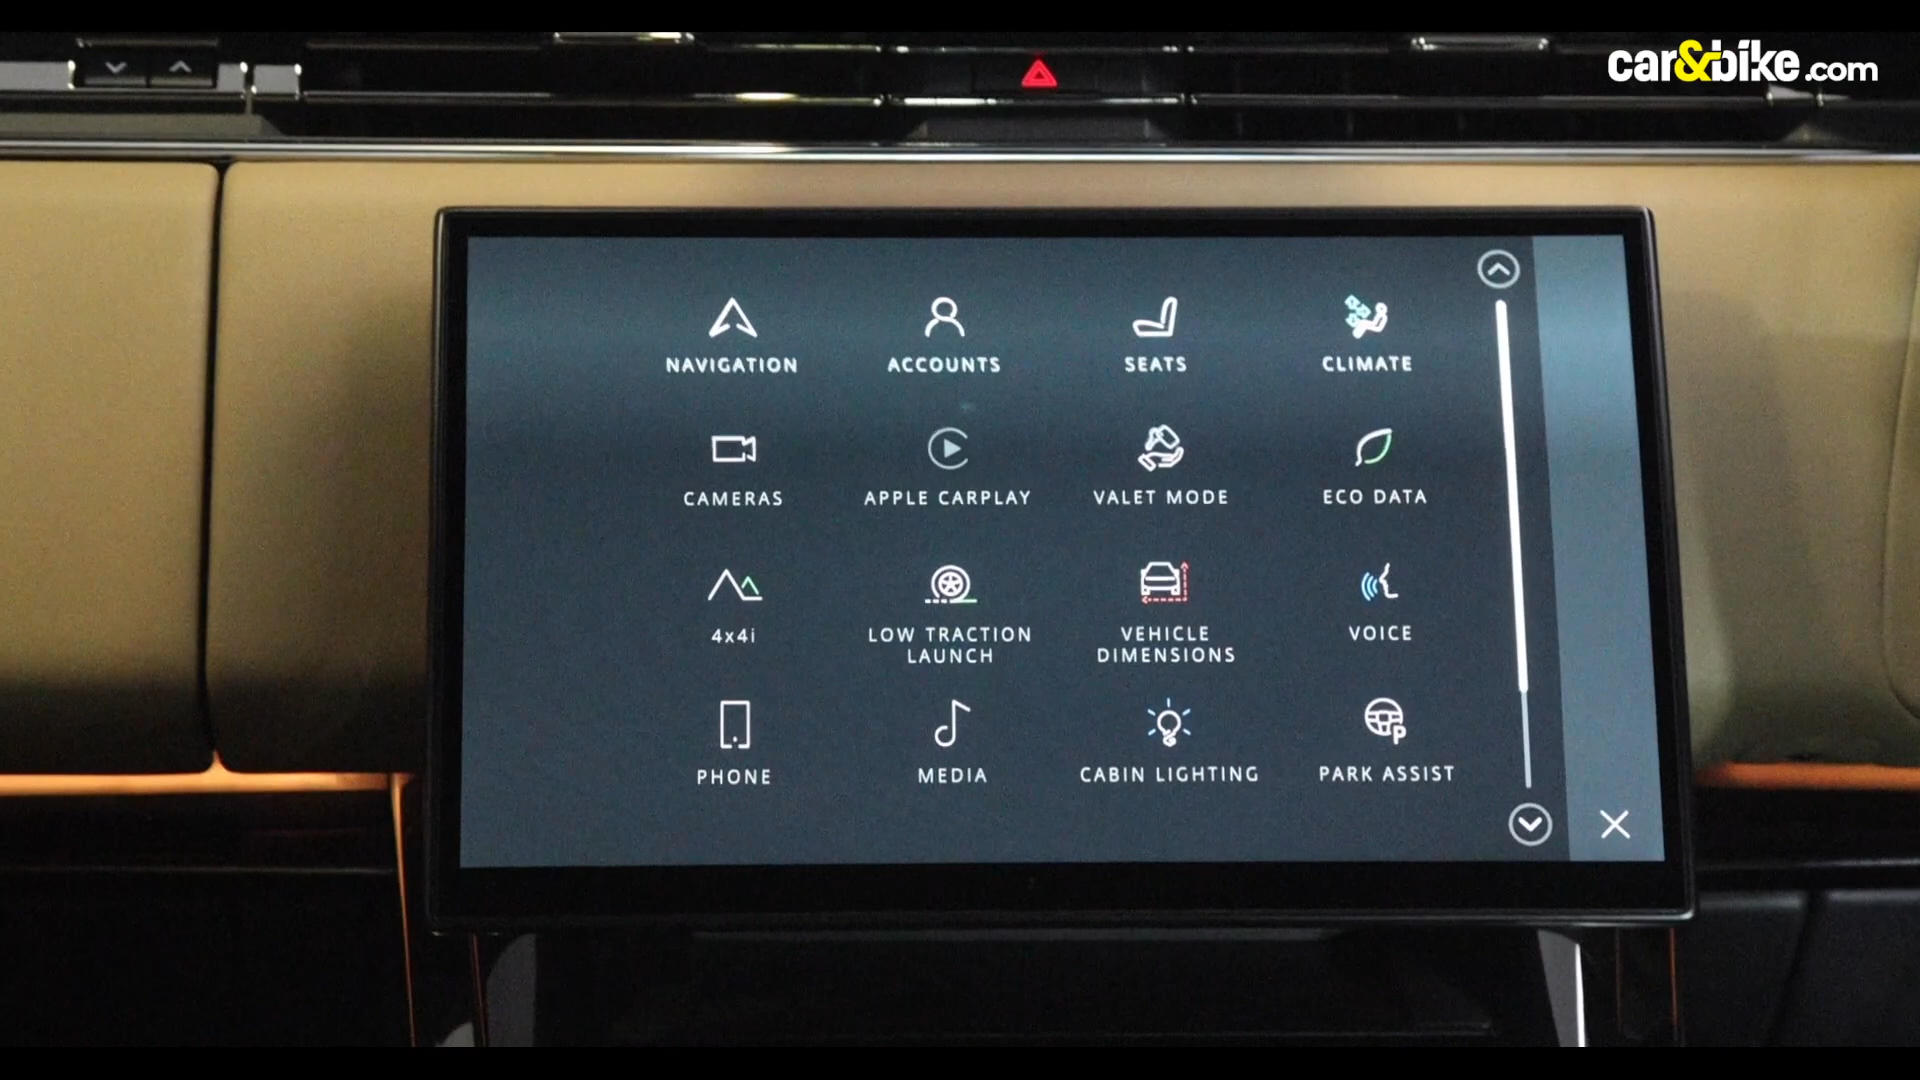 car&bike.com
NAVIGATION
ACCOUNTS
SEATS
CLIMATE
CAMERAS
APPLE CARPLAY
VALET MODE
ECO DATA
4x4i
LOW TRACTION
LAUNCH
VEHICLE
DIMENSIONS
VOICE
PHONE
MEDIA
CABIN LIGHTING
PARK ASSIST